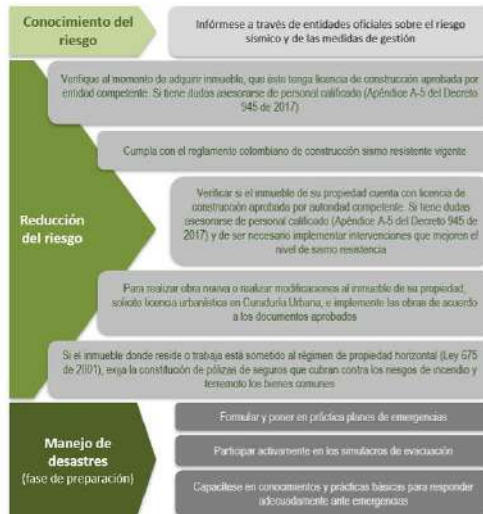 Conocimiento del
riesgo
Infórmese a través de entidades oficiales sobre el riesgo
sísmico y de las medidas de gestión
Verifique al momento de adquirir inmueble, que éste tenga licencia de construcción aprobada por
entidad competente. Si tiene dudas asesorarse de personal calificado (Apéndice A-5 del Decreto
945 de 2017)
Cumpla con el reglamento colombiano de construcción sismo resistente vigente
Reducción
del riesgo
Verificar si el inmueble de su propiedad cuenta con licencia de
construcción aprobada por autoridad competente. Si tiene dudas
asesorarse de personal calificado (Apéndice A-5 del Decreto 945 de
2017) y de ser necesario implementar intervenciones que mejoren el
nivel de sismo resistencia
Para realizar obra nueva o realizar modificaciones al inmueble de su propiedad,
solicite licencia urbanística en Curaduría Urbana, e implemente las obras de acuerdo
a los documentos aprobados
Si el inmueble donde reside o trabaja está sometido al régimen de propiedad horizontal (Ley 675
de 2001), exija la constitución de pólizas de seguros que cubran contra los riesgos de incendio y
terremoto los bienes comunes
Manejo de
desastres
(fase de preparación)
Formular y poner en práctica planes de emergencias
Participar activamente en los simulacros de evacuación
Capacítese en conocimientos y prácticas básicas para responder
adecuadamente ante emergencias